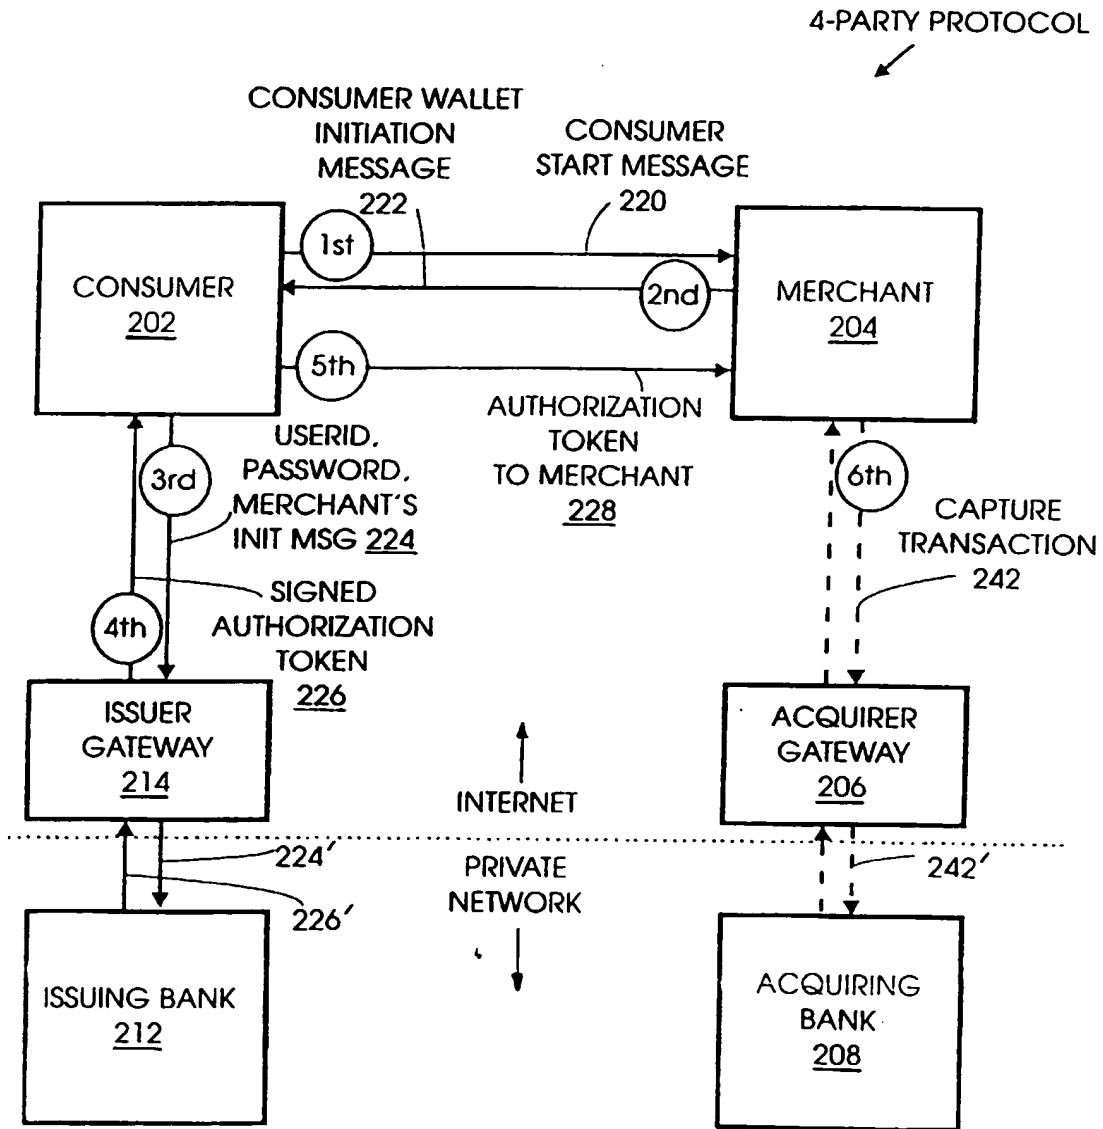 4-PARTY PROTOCOL
CONSUMER WALLET
INITIATION
MESSAGE
222
CONSUMER
START MESSAGE
220
1st
CONSUMER
202
2nd
MERCHANT
204
5th
AUTHORIZATION
TOKEN
TO MERCHANT
228
USERID,
PASSWORD,
MERCHANT'S
INIT MSG 224
3rd
6th
CAPTURE
TRANSACTION
242
SIGNED
AUTHORIZATION
TOKEN
226
4th
ISSUER
GATEWAY
214
ACQUIRER
GATEWAY
206
INTERNET
PRIVATE
NETWORK
224'
226'
242'
ISSUING BANK
212
ACQUIRING
BANK
208